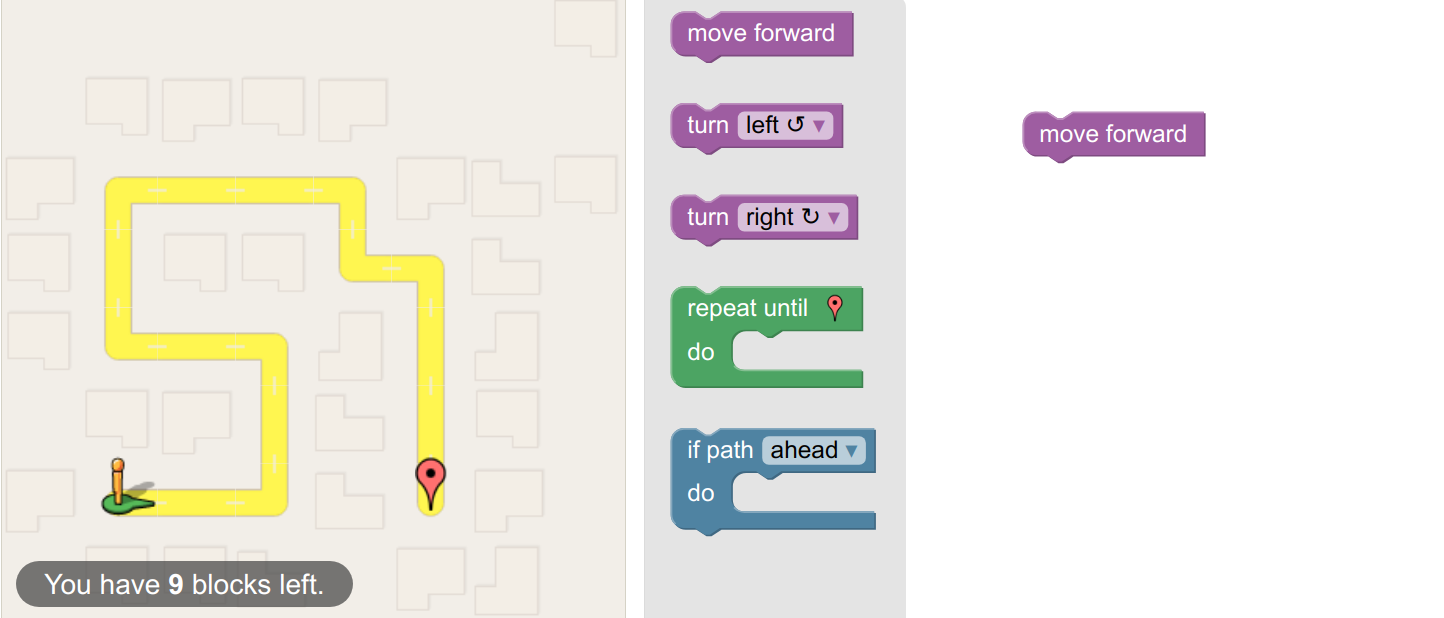 move forward
turn left ↺ ▼
turn right ↻ ▼
repeat until
do
if path ahead ▼
do
move forward
You have 9 blocks left.